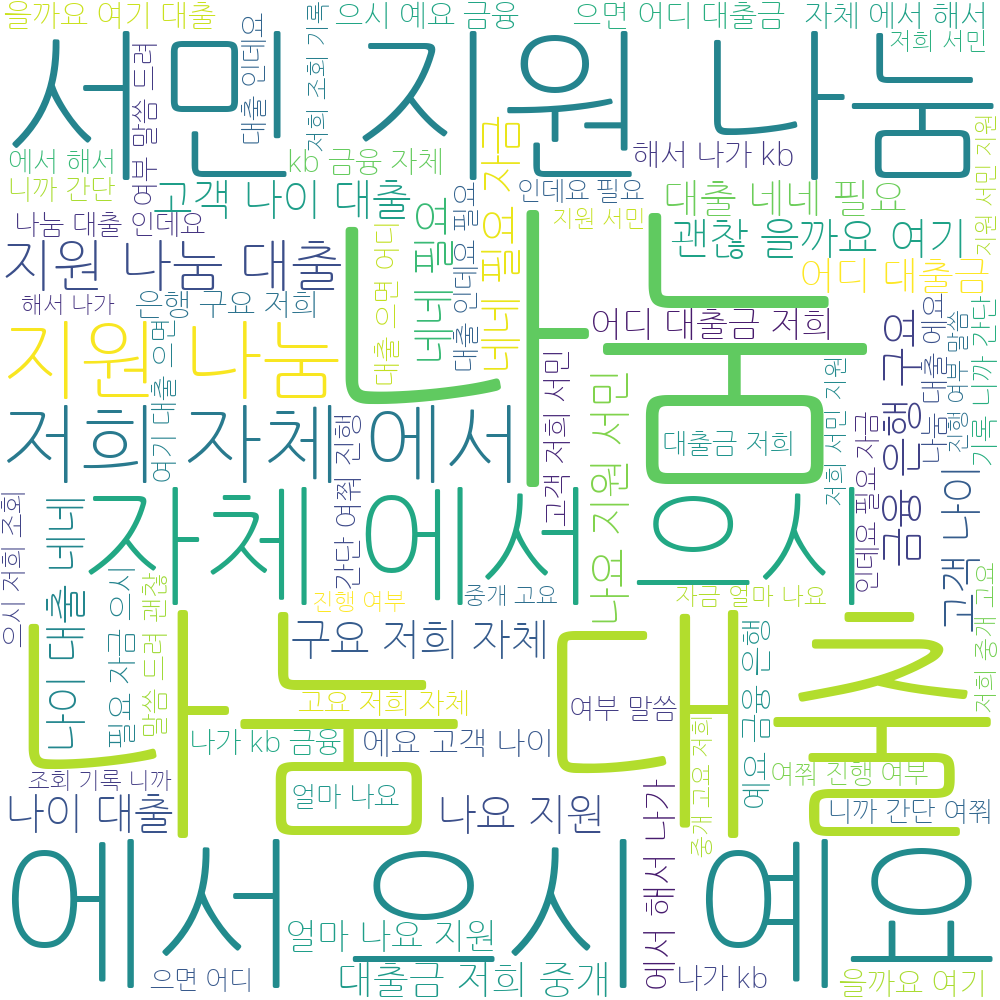 을까요 여기 대출
으시 예요 금융
으면 어디 대출금
자체 에서 해서
서민 지원 나눔
저희 서민
여부 말씀 드려
대출 인데요
저희 조회 기록
에서 해서
kb 금융 자체
해서 나가 kb
니까 간단
고객 나이 대출
네네 필요 자금
인데요 필요
대출 네네 필요
지원 서민 지원
나눔 대출 인데요
네네 필요
대출 인데요 필요
지원 서민
괜찮 을까요 여기
지원 나눔 대출
대출 으면 어디
나눔
어디 대출금
해서 나가
은행 구요 저희
어디 대출금 저희
지원 나눔
여기 대출 으면
고객 저희 서민
저희 서민 지원
금융 은행 구요
나눔 대출 예요
진행 여부 말씀
기록 니까 간단
저희 자체 에서
간단 여쭤 진행
나요 지원 서민
대출금 저희
인데요 필요 자금
고객 나이
으시 저희 조회
나이 대출 네네
자체 에서 으시
필요 자금 으시
말씀 드려 괜찮
진행 여부
중개 고요
자금 얼마 나요
저희 중개 고요
나눔 대출
구요 저희 자체
예요 금융 은행
고요 저희 자체
여부 말씀
나가 kb 금융
예요 고객 나이
중개 고요 저희
여쭤 진행 여부
조회 기록 니까
얼마 나요
나이 대출
나요 지원
에서 해서 나가
니까 간단 여쭤
에서 으시 예요
얼마 나요 지원
으면 어디
대출금 저희 중개
나가 kb
을까요 여기